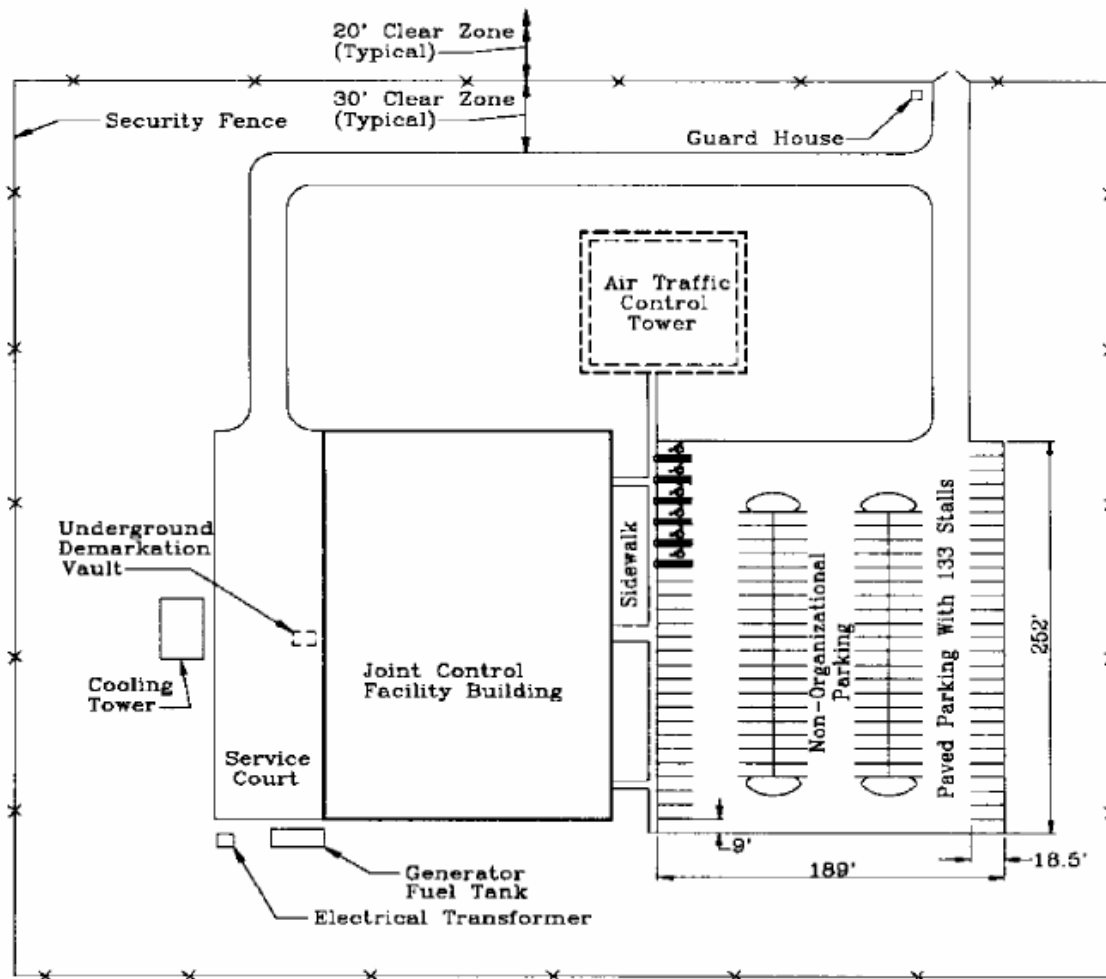 20' Clear Zone
(Typical)
30' Clear Zone
(Typical)
Security Fence
Guard House
Air Traffic
Control
Tower
Underground
Demarkation
Vault
Sidewalk
Non-Organizational
Parking
Paved Parking With 133 Stalls
252'
Joint Control
Facility Building
Cooling
Tower
Service
Court
9'
18.5'
189'
Generator
Fuel Tank
Electrical Transformer